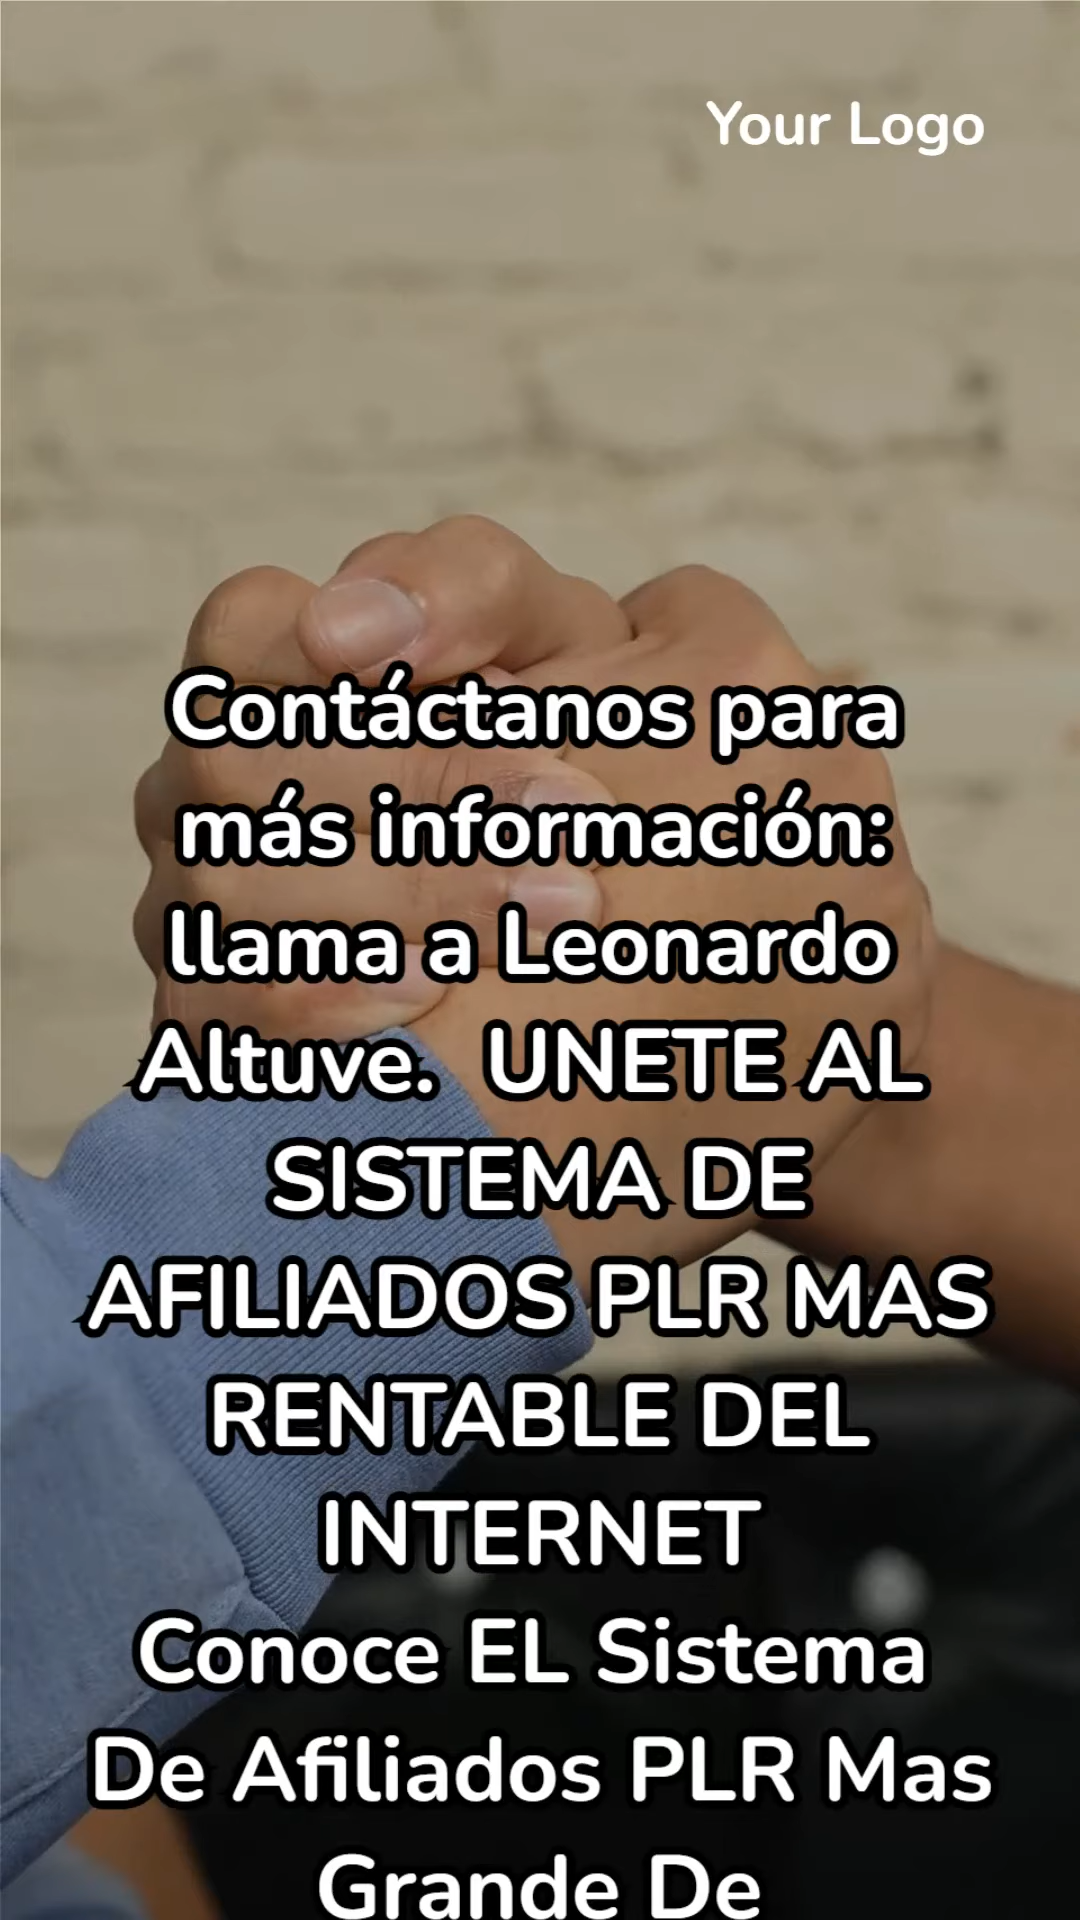 Your Logo
Contáctanos para
más información:
llama a Leonardo
Altuve. UNETE AL
SISTEMA DE
AFILIADOS PLR MAS
RENTABLE DEL
INTERNET
Conoce EL Sistema
De Afiliados PLR Mas
Grande De